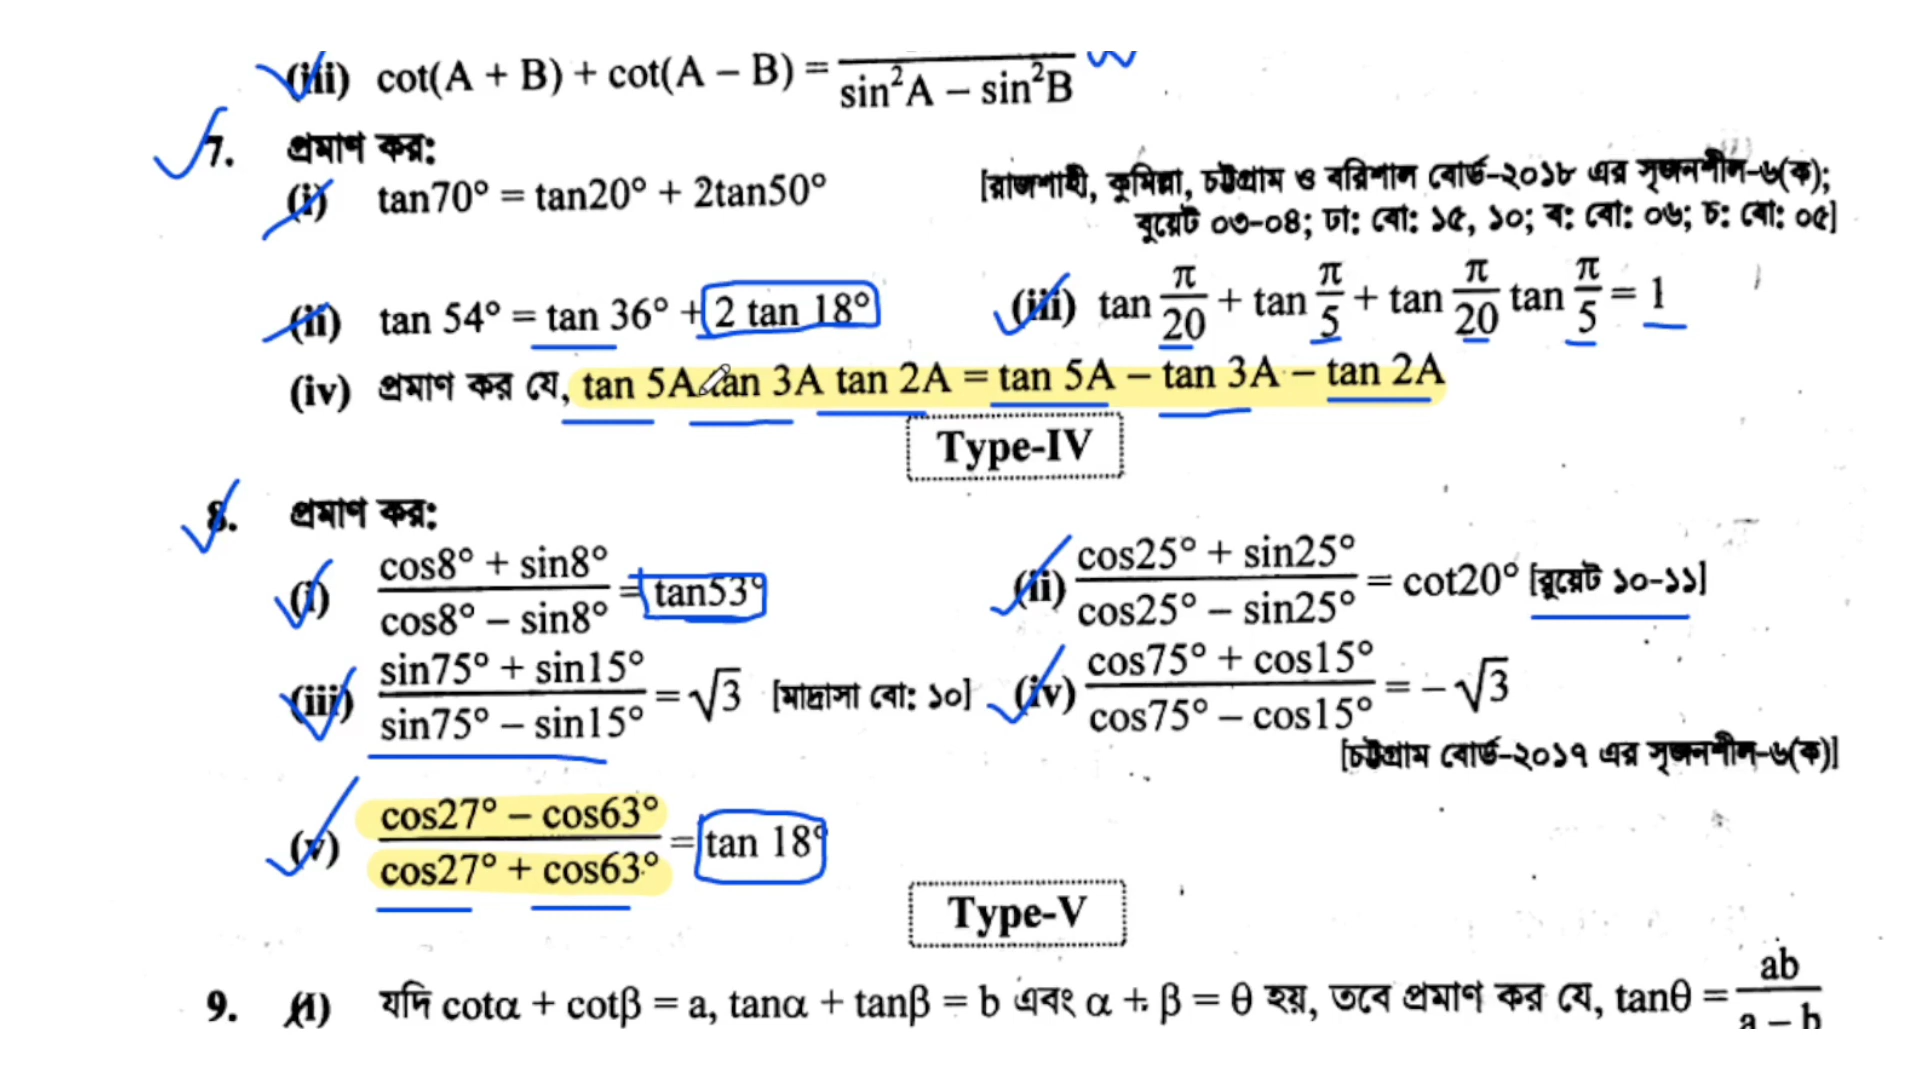 (iii) cot(A + B) + cot(A – B) = / sin²A – sin²B
7. প্রমাণ কর:
(i) tan70° = tan20° + 2tan50° [রাজশাহী, কুমিল্লা, চট্টগ্রাম ও বরিশাল বোর্ড-২০১৮ এর সৃজনশীল-৬(ক);
বুয়েট ০৩-০৪; ঢা: বো: ১৫, ১০; ব: বো: ০৬; চ: বো: ০৫]
(ii) tan 54° = tan 36° + 2 tan 18° (iii) tan π/20 + tan π/5 + tan π/20 tan π/5 = 1
(iv) প্রমাণ কর যে, tan 5A tan 3A tan 2A = tan 5A – tan 3A – tan 2A
Type-IV
8. প্রমাণ কর:
(i) cos8° + sin8° / cos8° – sin8° = tan53° (ii) cos25° + sin25° / cos25° – sin25° = cot20° [রুয়েট ১০-১১]
(iii) sin75° + sin15° / sin75° – sin15° = √3 [মাদ্রাসা বো: ১০] (iv) cos75° + cos15° / cos75° – cos15° = – √3
[চট্টগ্রাম বোর্ড-২০১৭ এর সৃজনশীল-৬(ক)]
(v) cos27° – cos63° / cos27° + cos63° = tan 18°
Type-V
9. (i) যদি cotα + cotβ = a, tanα + tanβ = b এবং α + β = θ হয়, তবে প্রমাণ কর যে, tanθ = ab / a – b